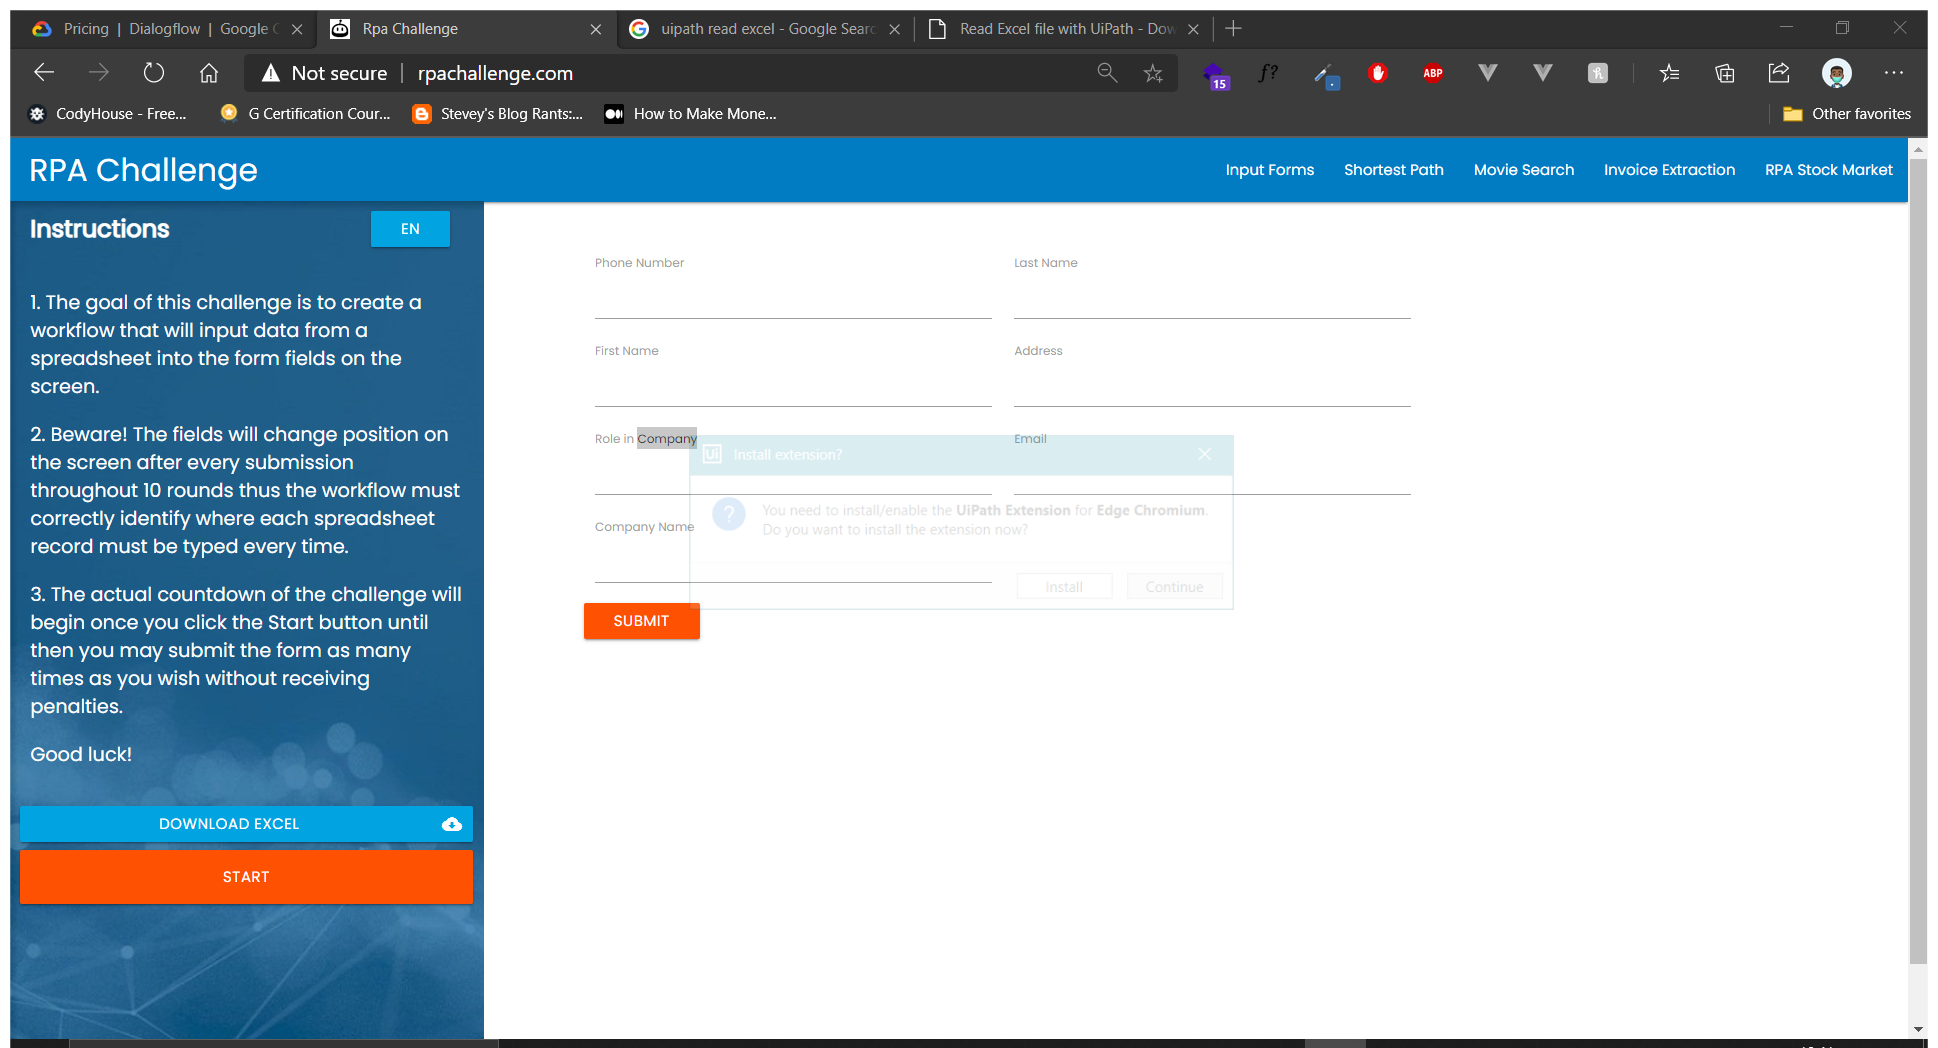 Pricing | Dialogflow | Google C
Rpa Challenge
uipath read excel - Google Searc
Read Excel file with UiPath - Dow
Not secure | rpachallenge.com
15
f?
ABP
CodyHouse - Free...
G Certification Cour...
Stevey's Blog Rants:...
How to Make Mone...
Other favorites
RPA Challenge
Input Forms
Shortest Path
Movie Search
Invoice Extraction
RPA Stock Market
Instructions
EN
1. The goal of this challenge is to create a
workflow that will input data from a
spreadsheet into the form fields on the
screen.
2. Beware! The fields will change position on
the screen after every submission
throughout 10 rounds thus the workflow must
correctly identify where each spreadsheet
record must be typed every time.
3. The actual countdown of the challenge will
begin once you click the Start button until
then you may submit the form as many
times as you wish without receiving
penalties.
Good luck!
DOWNLOAD EXCEL
START
Phone Number
Last Name
First Name
Address
Role in Company
Email
Company Name
SUBMIT
Ui Install extension?
You need to install/enable the UiPath Extension for Edge Chromium.
Do you want to install the extension now?
Install
Continue